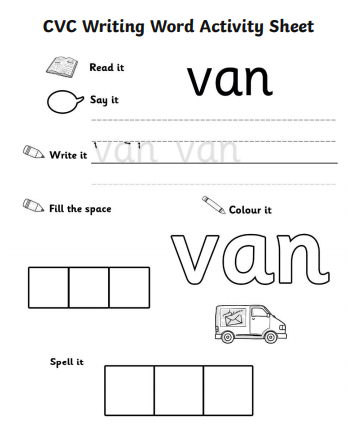 CVC Writing Word Activity Sheet
Read it
van
Say it
Write it van van
Fill the space
Colour it
van
Spell it